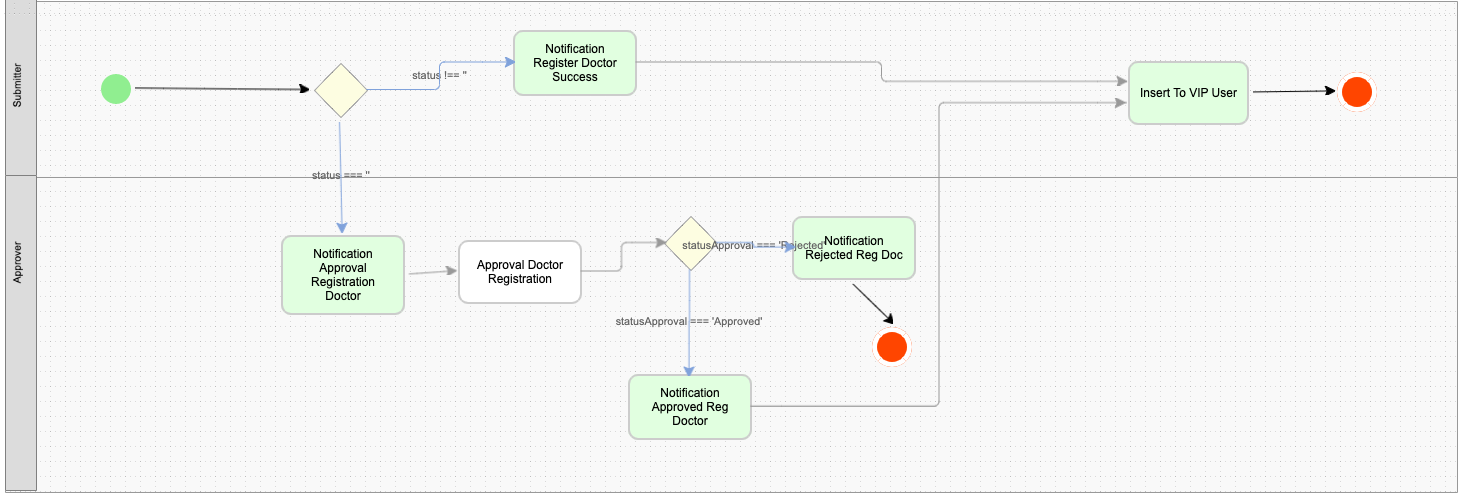 Submitter
status !== ''
Notification
Register Doctor
Success
Insert To VIP User
status === ''
Approver
Notification
Approval
Registration
Doctor
Approval Doctor
Registration
statusApproval === 'Rejected'
Notification
Rejected Reg Doc
statusApproval === 'Approved'
Notification
Approved Reg
Doctor